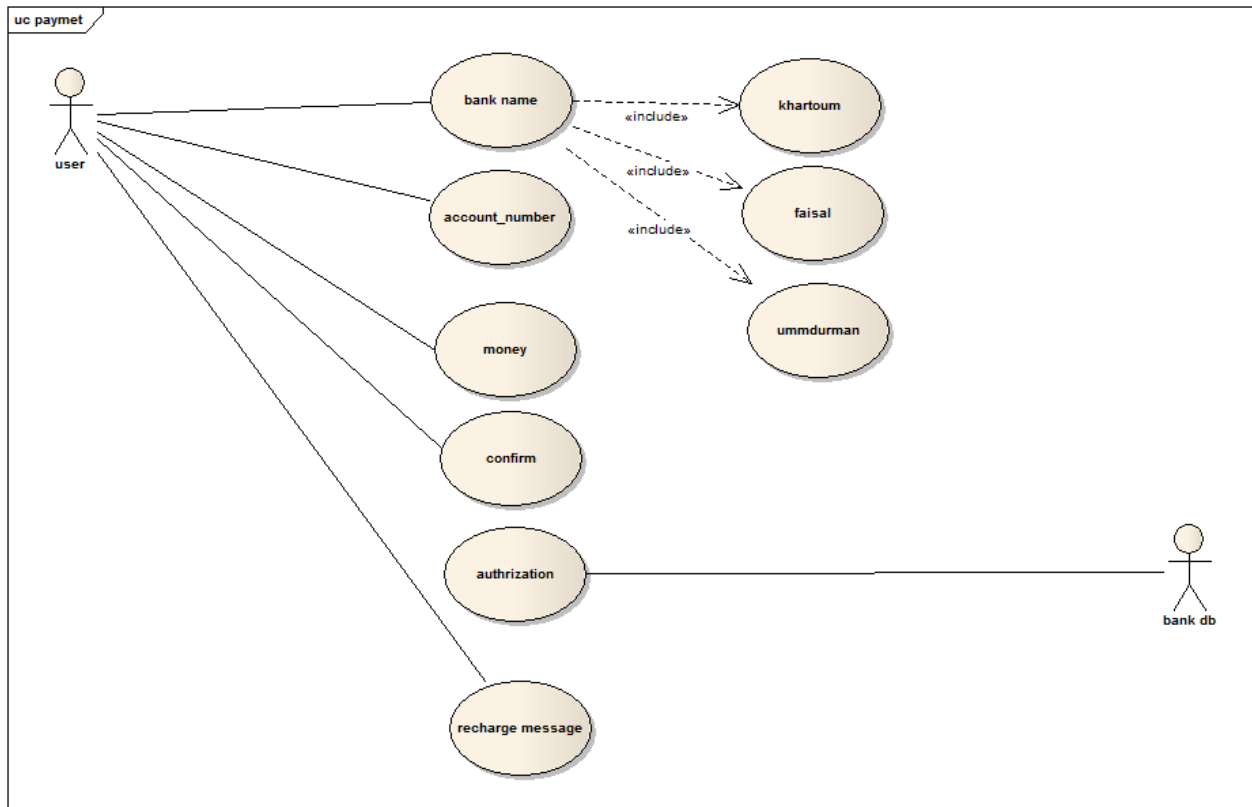 uc paymet
user
bank name
«include»
khartoum
«include»
faisal
account_number
«include»
ummdurman
money
confirm
authrization
bank db
recharge message